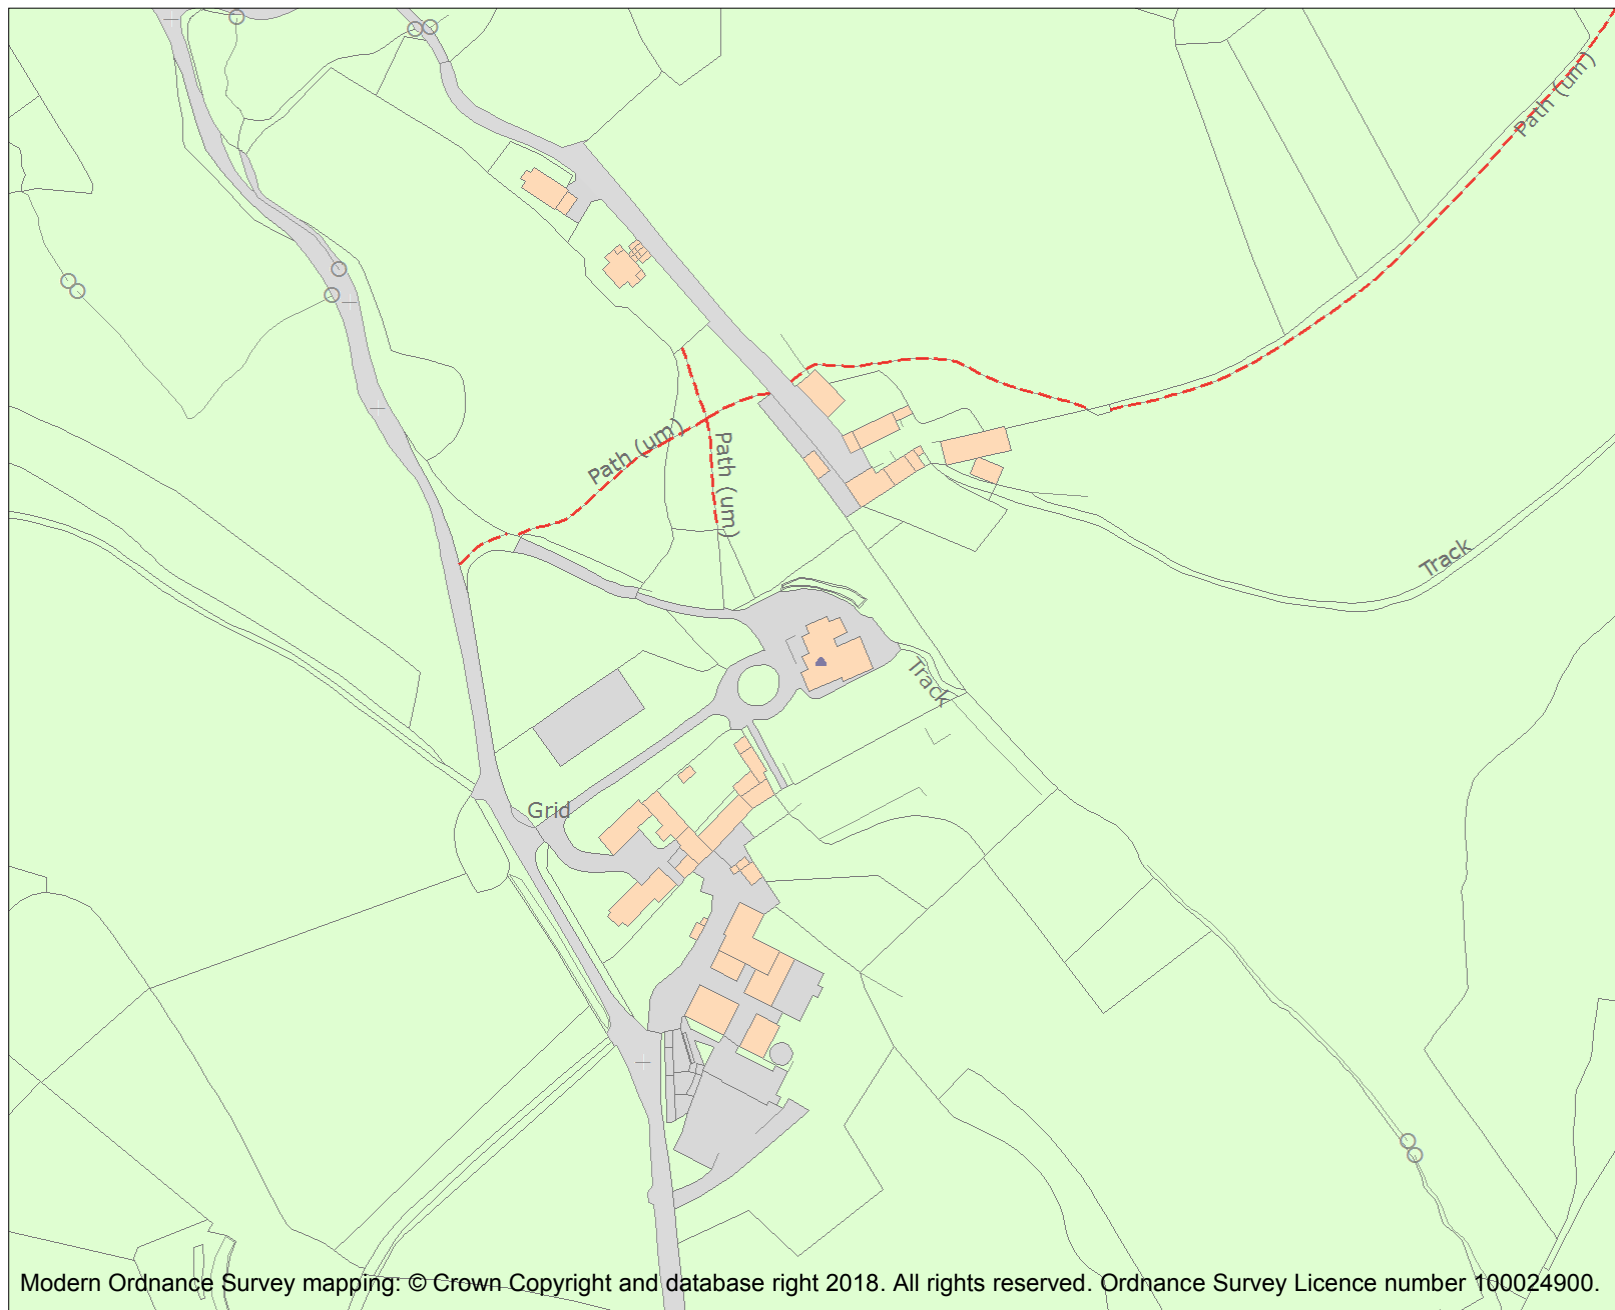 Path (um)
Path (um)
Path (um)
Track
Track
Grid
Modern Ordnance Survey mapping: © Crown Copyright and database right 2018. All rights reserved. Ordnance Survey Licence number 100024900.